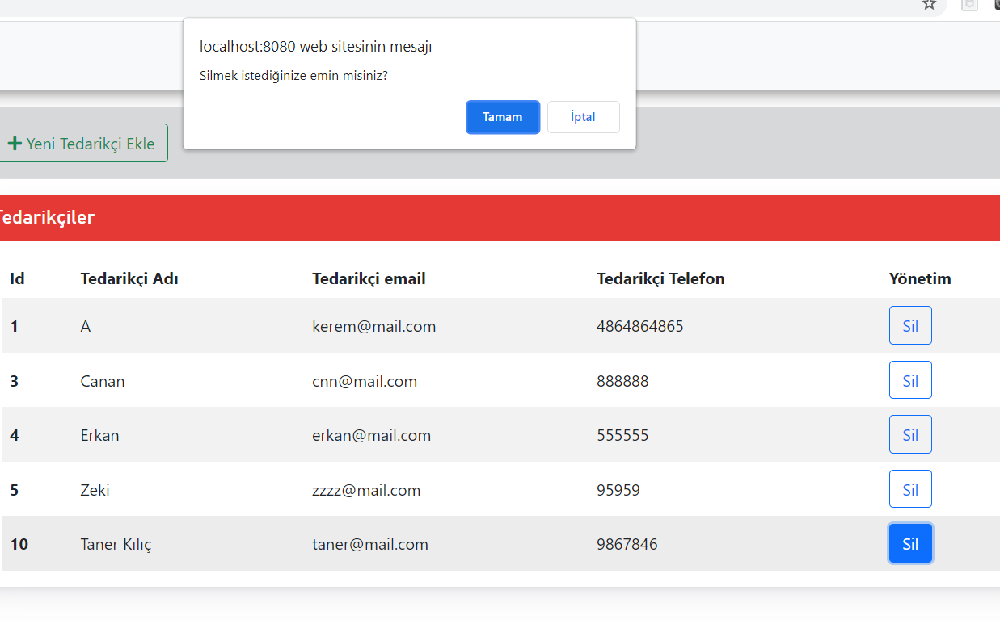 localhost:8080 web sitesinin mesajı
Silmek istediğinize emin misiniz?
Tamam İptal
Yeni Tedarikçi Ekle
Tedarikçiler
Id Tedarikçi Adı Tedarikçi email Tedarikçi Telefon Yönetim
1 A kerem@mail.com 4864864865 Sil
3 Canan cnn@mail.com 888888 Sil
4 Erkan erkan@mail.com 555555 Sil
5 Zeki zzzz@mail.com 95959 Sil
10 Taner Kılıç taner@mail.com 9867846 Sil